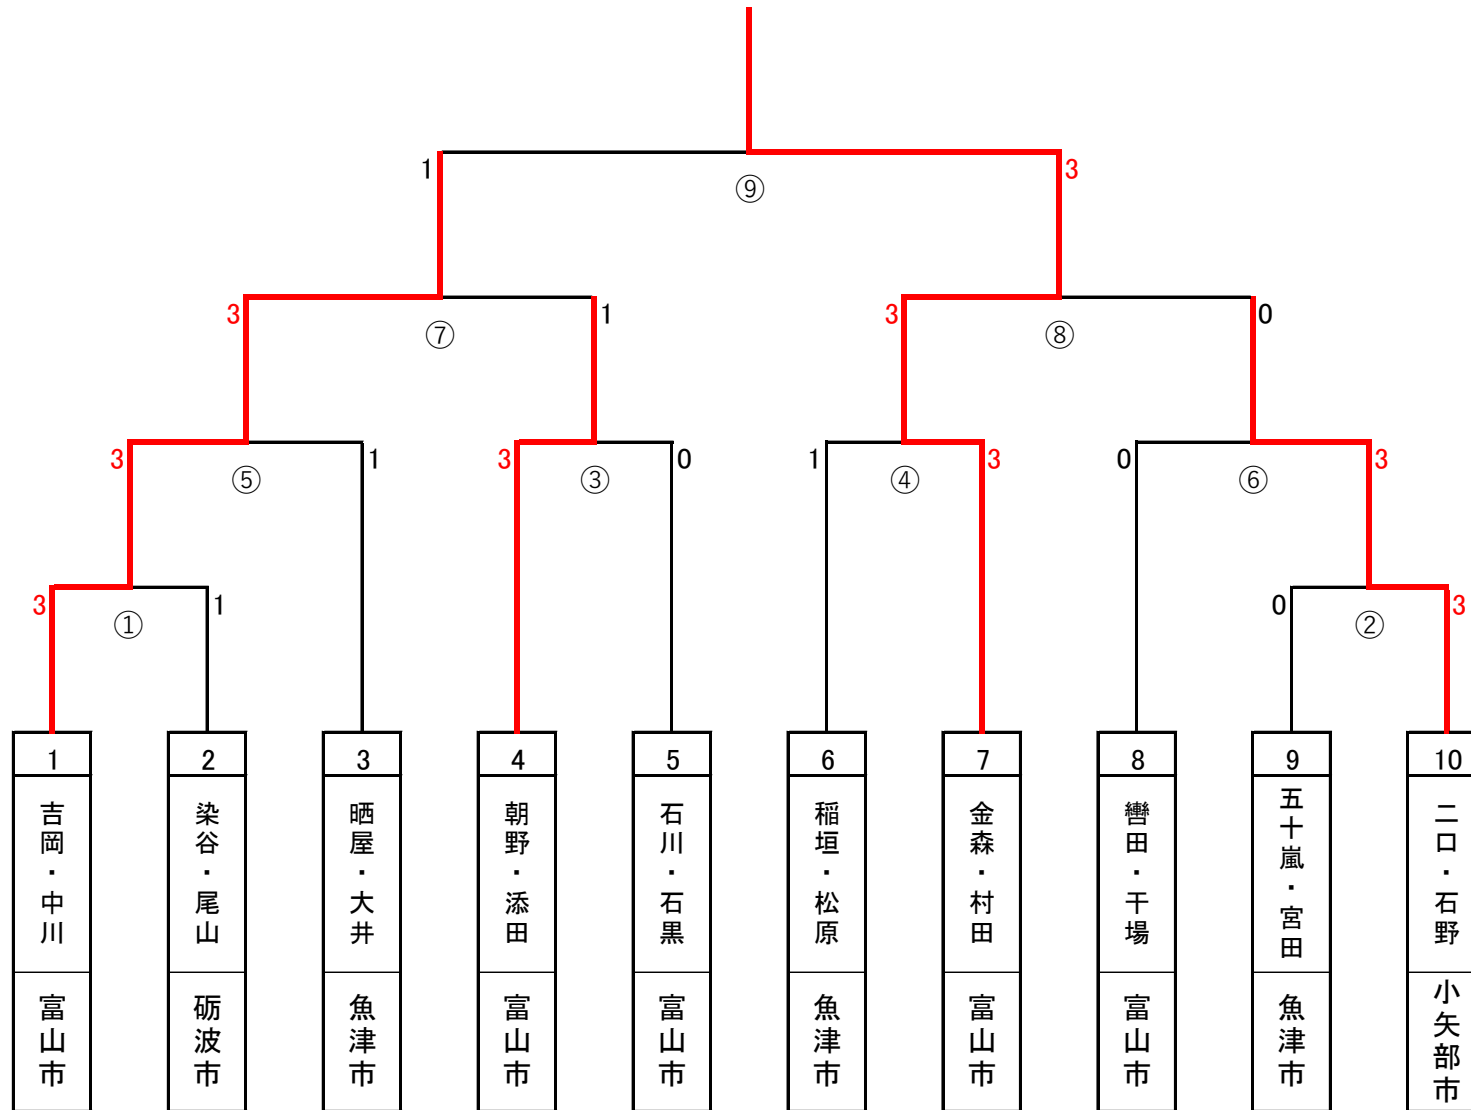 1
3
⑨
3
1
3
0
⑦
⑧
3
1
3
0
1
3
0
3
⑤
③
④
⑥
3
1
0
3
①
②
1
2
3
4
5
6
7
8
9
10
吉岡・中川
染谷・尾山
晒屋・大井
朝野・添田
石川・石黒
稲垣・松原
金森・村田
轡田・干場
五十嵐・宮田
二口・石野
富山市
砺波市
魚津市
富山市
富山市
魚津市
富山市
富山市
魚津市
小矢部市